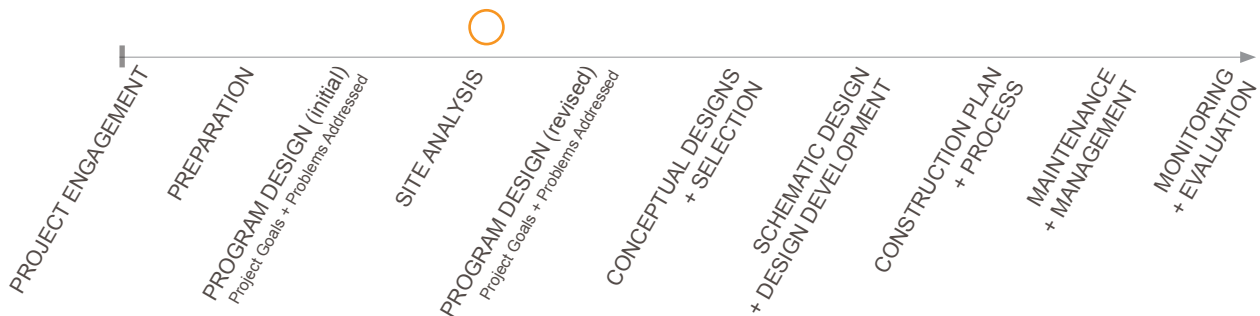 PROJECT ENGAGEMENT
PREPARATION
PROGRAM DESIGN (initial)
Project Goals + Problems Addressed
SITE ANALYSIS
PROGRAM DESIGN (revised)
Project Goals + Problems Addressed
CONCEPTUAL DESIGNS
+ SELECTION
SCHEMATIC DESIGN
+ DESIGN DEVELOPMENT
CONSTRUCTION PLAN
+ PROCESS
MAINTENANCE
+ MANAGEMENT
MONITORING
+ EVALUATION